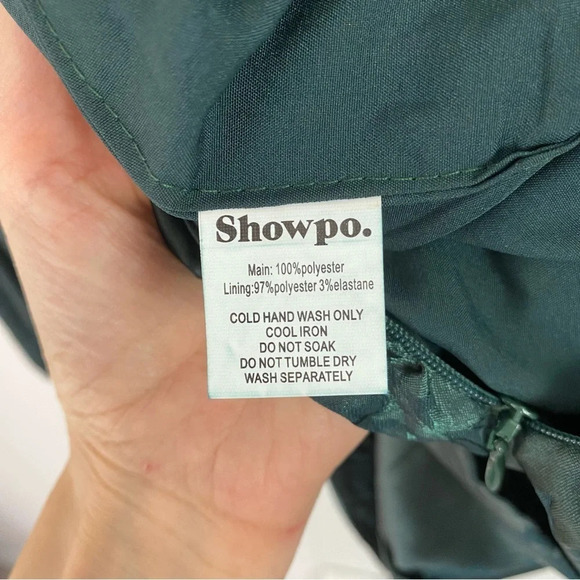 Showpo.
Main: 100%polyester
Lining:97%polyester 3%elastane
COLD HAND WASH ONLY
COOL IRON
DO NOT SOAK
DO NOT TUMBLE DRY
WASH SEPARATELY